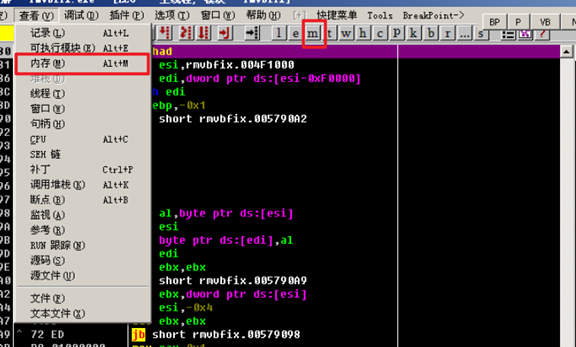 查看(V) 调试(D) 插件(P) 选项(T) 窗口(W) 帮助(H) [+] 快捷菜单 Tools BreakPoint->
BP P VB N
l e m t w h c p k b r ... s
记录(L) Alt+L
可执行模块(E) Alt+E
内存(M) Alt+M
堆栈(I)
线程(T)
窗口(W)
句柄(H)
CPU Alt+C
SEH 链
补丁 Ctrl+P
调用堆栈(K) Alt+K
断点(B) Alt+B
监视(A)
参考(R)
RUN 跟踪(N)
源码(S)
源文件(U)
文件(F)
文本文件(X)
had
esi,rmvbfix.004F1000
edi,dword ptr ds:[esi-0xF0000]
edi
ebp,-0x1
short rmvbfix.005790A2
al,byte ptr ds:[esi]
esi
byte ptr ds:[edi],al
edi
ebx,ebx
short rmvbfix.005790A9
ebx,dword ptr ds:[esi]
esi,-0x4
ebx,ebx
72 ED jb short rmvbfix.00579098